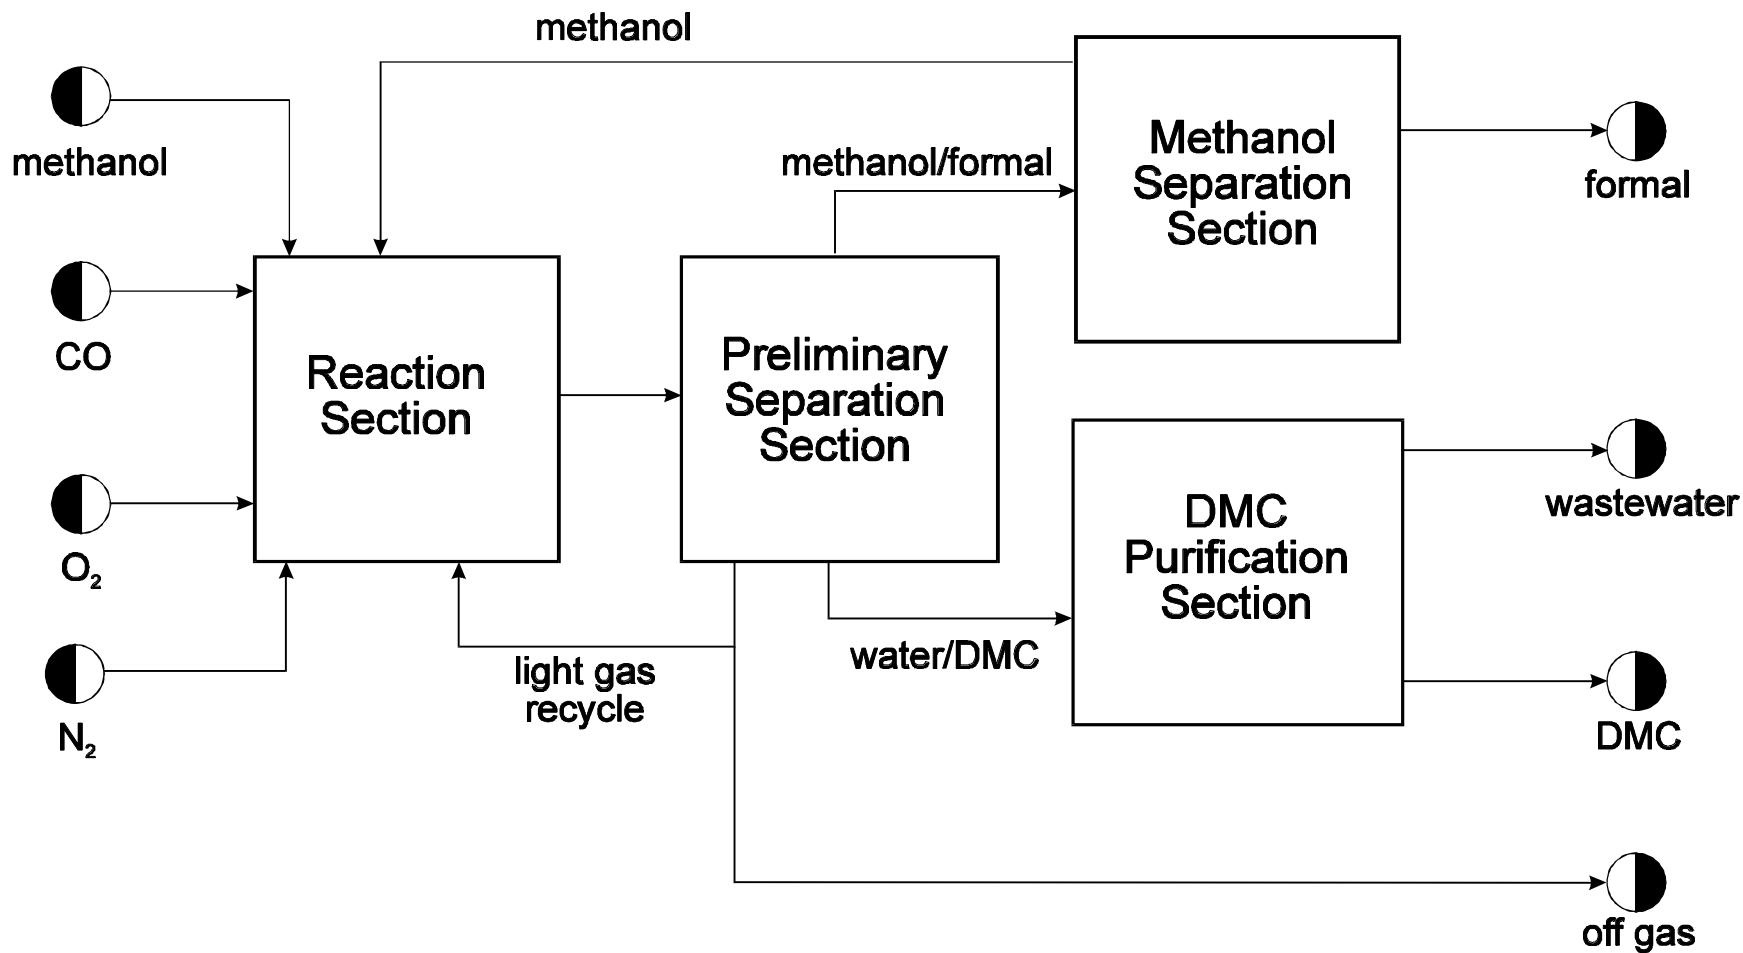 methanol
methanol
methanol/formal
Methanol
Separation
Section
formal
CO
Reaction
Section
Preliminary
Separation
Section
O₂
N₂
light gas
recycle
water/DMC
DMC
Purification
Section
wastewater
DMC
off gas